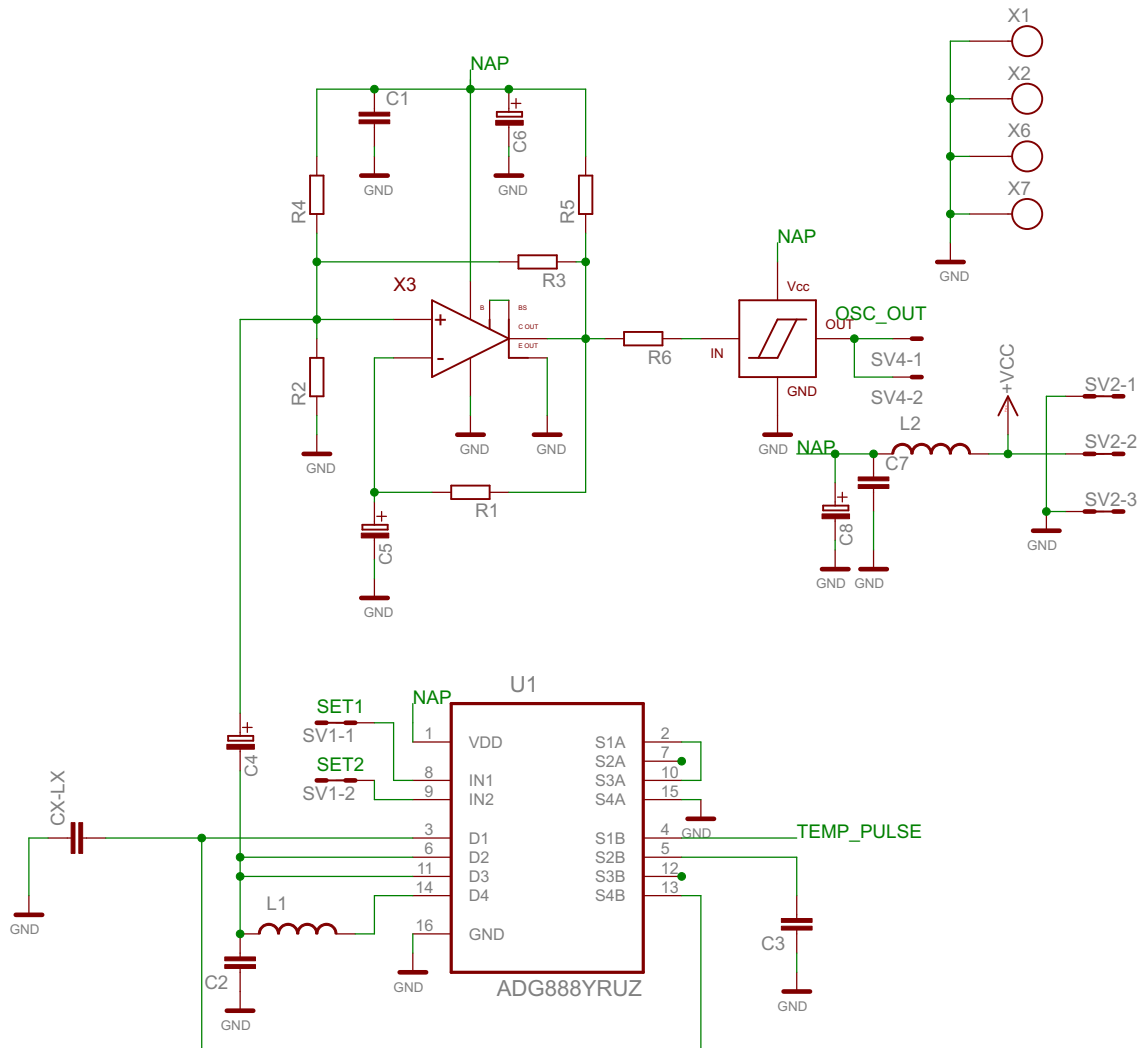 X1
NAP
X2
C1
+
C6
X6
GND
GND
X7
R4
R5
NAP
GND
R3
X3
Vcc
B
BS
OSC_OUT
+
C OUT
OUT
E OUT
IN
-
R6
SV4-1
R2
GND
+VCC
SV2-1
SV4-2
L2
GND
GND
GND
GND
NAP
SV2-2
C7
R1
+
SV2-3
+
C8
C5
GND
GND
GND
GND
U1
SET1
NAP
SV1-1
+
1
VDD
S1A
2
C4
SET2
S2A
7
8
IN1
S3A
10
SV1-2
9
IN2
S4A
15
CX-LX
GND
3
D1
S1B
4
TEMP_PULSE
6
D2
S2B
5
11
D3
S3B
12
14
D4
S4B
13
L1
GND
16
GND
C3
C2
GND
ADG888YRUZ
GND
GND